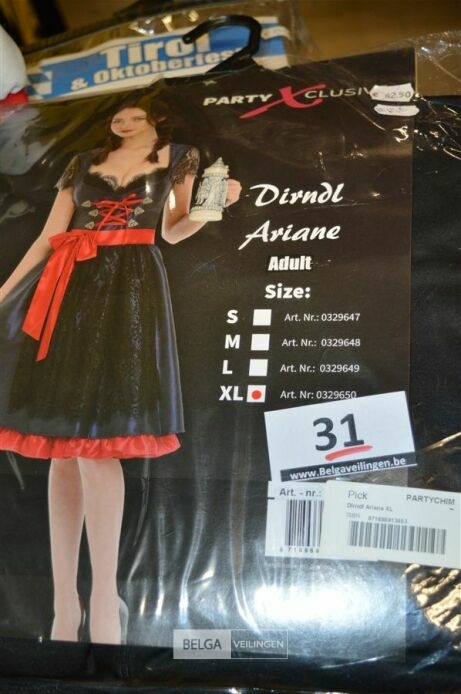 Tirol
& Oktoberfest
PARTY XCLUSIV
€ 62.50
Dirndl
Ariane
Adult
Size:
S Art. Nr.: 0329647
M Art. Nr.: 0329648
L Art. Nr.: 0329649
XL Art. Nr.: 0329650
31
www.Belgaveilingen.be
Art. - nr.:
Pick PARTYCHIM
Dirndl Ariane XL
BELGA VEILINGEN